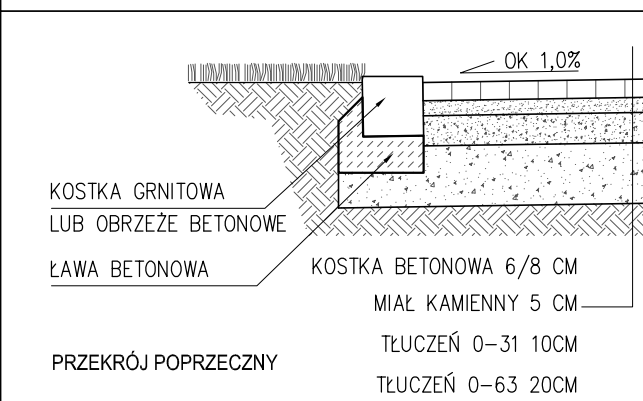 OK 1,0%
KOSTKA GRNITOWA
LUB OBRZEŻE BETONOWE
ŁAWA BETONOWA
KOSTKA BETONOWA 6/8 CM
MIAŁ KAMIENNY 5 CM
TŁUCZEŃ 0-31 10CM
TŁUCZEŃ 0-63 20CM
PRZEKRÓJ POPRZECZNY